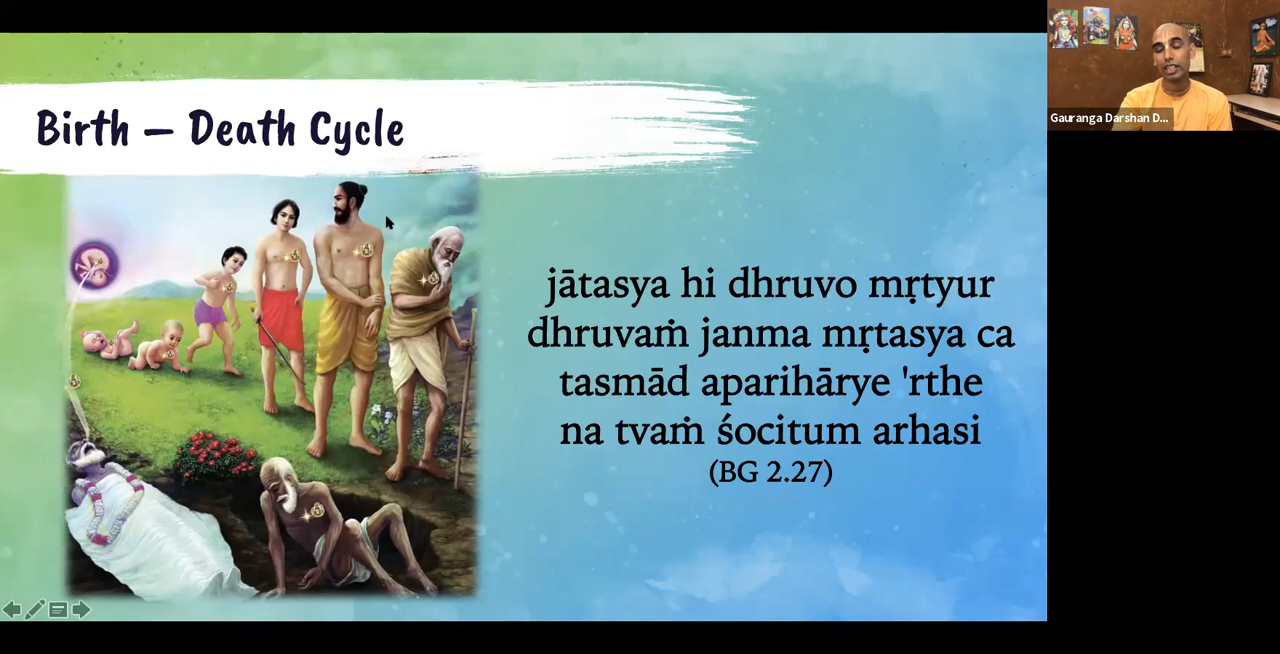 Birth – Death Cycle
jātasya hi dhruvo mṛtyur
dhruvaṁ janma mṛtasya ca
tasmād aparihārye 'rthe
na tvaṁ śocitum arhasi
(BG 2.27)
Gauranga Darshan D...